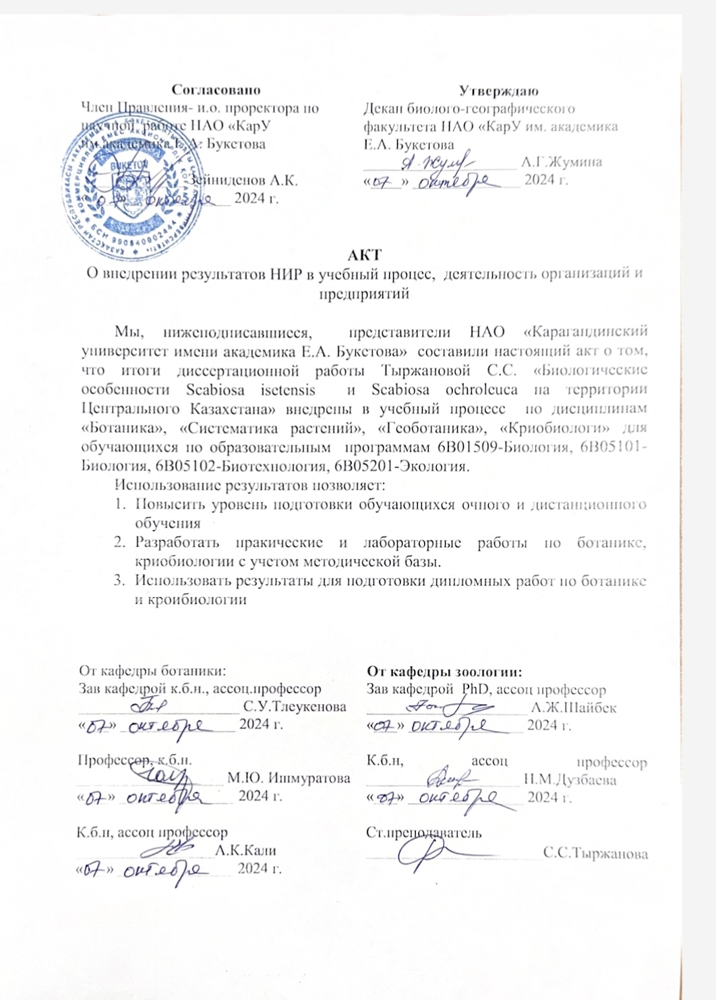 Согласовано
Член Правления- и.о. проректора по
научной работе НАО «КарУ
им.академика Е.А. Букетова
Зейниденов А.К.
«07» октября 2024 г.
Утверждаю
Декан биолого-географического
факультета НАО «КарУ им. академика
Е.А. Букетова
А.Жум А.Г.Жумина
«07» октября 2024 г.
BUKETOV
БСН 990540002444
АКТ
О внедрении результатов НИР в учебный процес, деятельность организаций и
предприятий
Мы, нижеподписавшиеся, представители НАО «Карагандинский
университет имени академика Е.А. Букетова» составили настоящий акт о том,
что итоги диссертационной работы Тыржановой С.С. «Биологические
особенности Scabiosa isetensis и Scabiosa ochroleuca на территории
Центрального Казахстана» внедрены в учебный процесс по дисциплинам
«Ботаника», «Систематика растений», «Геоботаника», «Криобиологи» для
обучающихся по образовательным программам 6В01509-Биология, 6В05101-
Биология, 6В05102-Биотехнология, 6В05201-Экология.
Использование результатов позволяет:
1. Повысить уровень подготовки обучающихся очного и дистанционного
обучения
2. Разработать пракические и лабораторные работы по ботанике,
криобиологии с учетом методической базы.
3. Использовать результаты для подготовки дипломных работ по ботанике
и кроибиологии
От кафедры ботаники:
Зав кафедрой к.б.н., ассоц.профессор
С.У.Тлеукенова
«07» октября 2024 г.
Профессор, к.б.н.
М.Ю. Ишмуратова
«07» октября 2024 г.
К.б.н, ассоц профессор
А.К.Кали
«07» октября 2024 г.
От кафедры зоологии:
Зав кафедрой PhD, ассоц профессор
А.Ж.Шайбек
«07» октября 2024 г.
К.б.н, ассоц профессор
Н.М.Дузбаева
«07» октября 2024 г.
Ст.преподаватель
С.С.Тыржанова